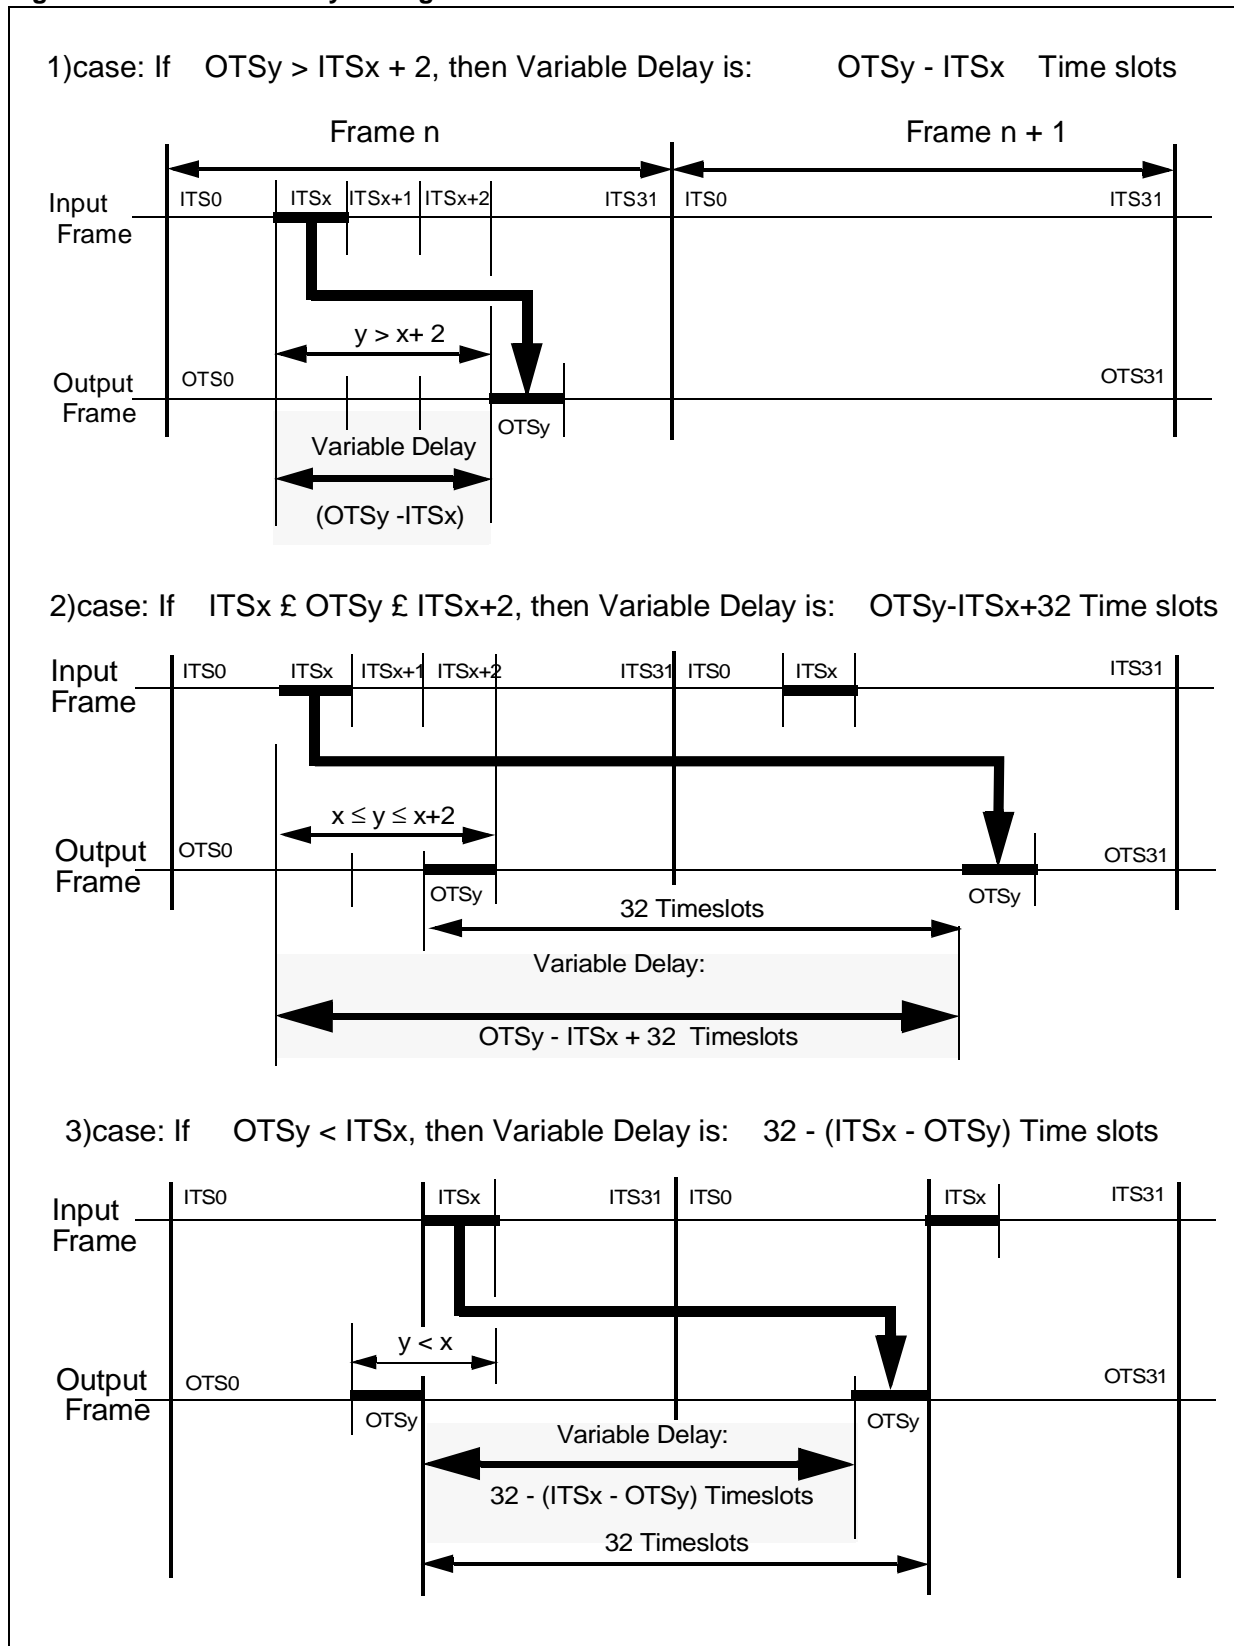 1)case: If OTSy > ITSx + 2, then Variable Delay is: OTSy - ITSx Time slots
Frame n Frame n + 1
Input Frame
ITS0 ITSx ITSx+1 ITSx+2 ITS31 ITS0 ITS31
y > x+ 2
Output Frame
OTS0 OTS31
OTSy
Variable Delay
(OTSy -ITSx)
2)case: If ITSx £ OTSy £ ITSx+2, then Variable Delay is: OTSy-ITSx+32 Time slots
Input Frame
ITS0 ITSx ITSx+1 ITSx+2 ITS31 ITS0 ITSx ITS31
x ≤ y ≤ x+2
Output Frame
OTS0 OTS31
OTSy OTSy
32 Timeslots
Variable Delay:
OTSy - ITSx + 32 Timeslots
3)case: If OTSy < ITSx, then Variable Delay is: 32 - (ITSx - OTSy) Time slots
Input Frame
ITS0 ITSx ITS31 ITS0 ITSx ITS31
y < x
Output Frame
OTS0 OTS31
OTSy OTSy
Variable Delay:
32 - (ITSx - OTSy) Timeslots
32 Timeslots